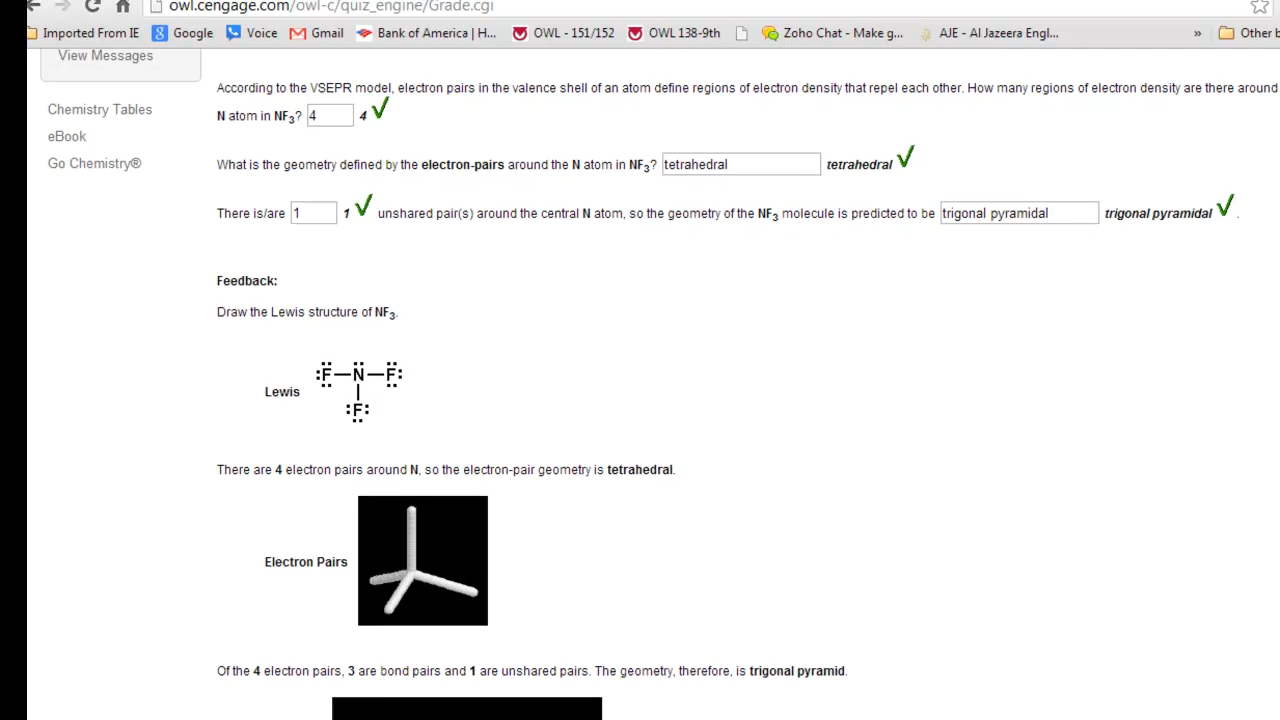 owl.cengage.com/owl-c/quiz_engine/Grade.cgi
Imported From IE Google Voice Gmail Bank of America | H... OWL - 151/152 OWL 138-9th Zoho Chat - Make g... AJE - Al Jazeera Engl... » Other b
View Messages
Chemistry Tables
eBook
Go Chemistry®
According to the VSEPR model, electron pairs in the valence shell of an atom define regions of electron density that repel each other. How many regions of electron density are there around
N atom in NF3? 4 4
What is the geometry defined by the electron-pairs around the N atom in NF3? tetrahedral tetrahedral
There is/are 1 1 unshared pair(s) around the central N atom, so the geometry of the NF3 molecule is predicted to be trigonal pyramidal trigonal pyramidal .
Feedback:
Draw the Lewis structure of NF3.
F N F
Lewis
F
There are 4 electron pairs around N, so the electron-pair geometry is tetrahedral.
Electron Pairs
Of the 4 electron pairs, 3 are bond pairs and 1 are unshared pairs. The geometry, therefore, is trigonal pyramid.